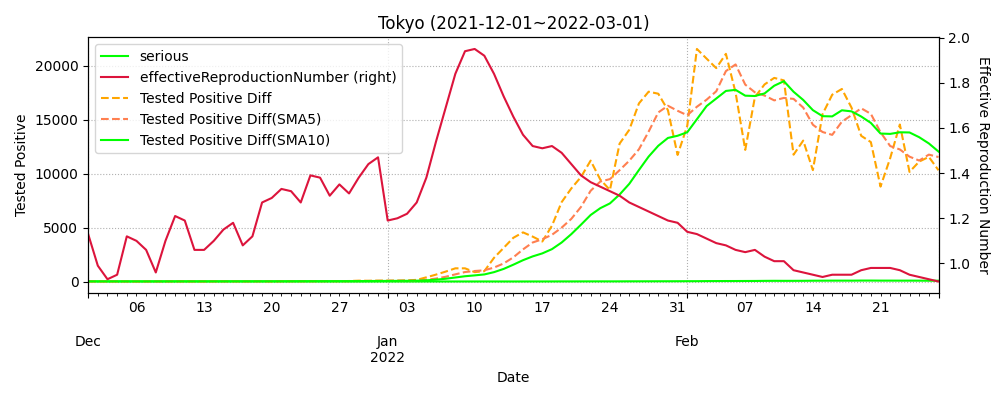 Tokyo (2021-12-01~2022-03-01)
serious
effectiveReproductionNumber (right)
Tested Positive Diff
Tested Positive Diff(SMA5)
Tested Positive Diff(SMA10)
Tested Positive
20000
15000
10000
5000
0
2.0
1.8
1.6
1.4
1.2
1.0
Effective Reproduction Number
06 13 20 27 03 10 17 24 31 07 14 21
Dec Jan Feb
2022
Date